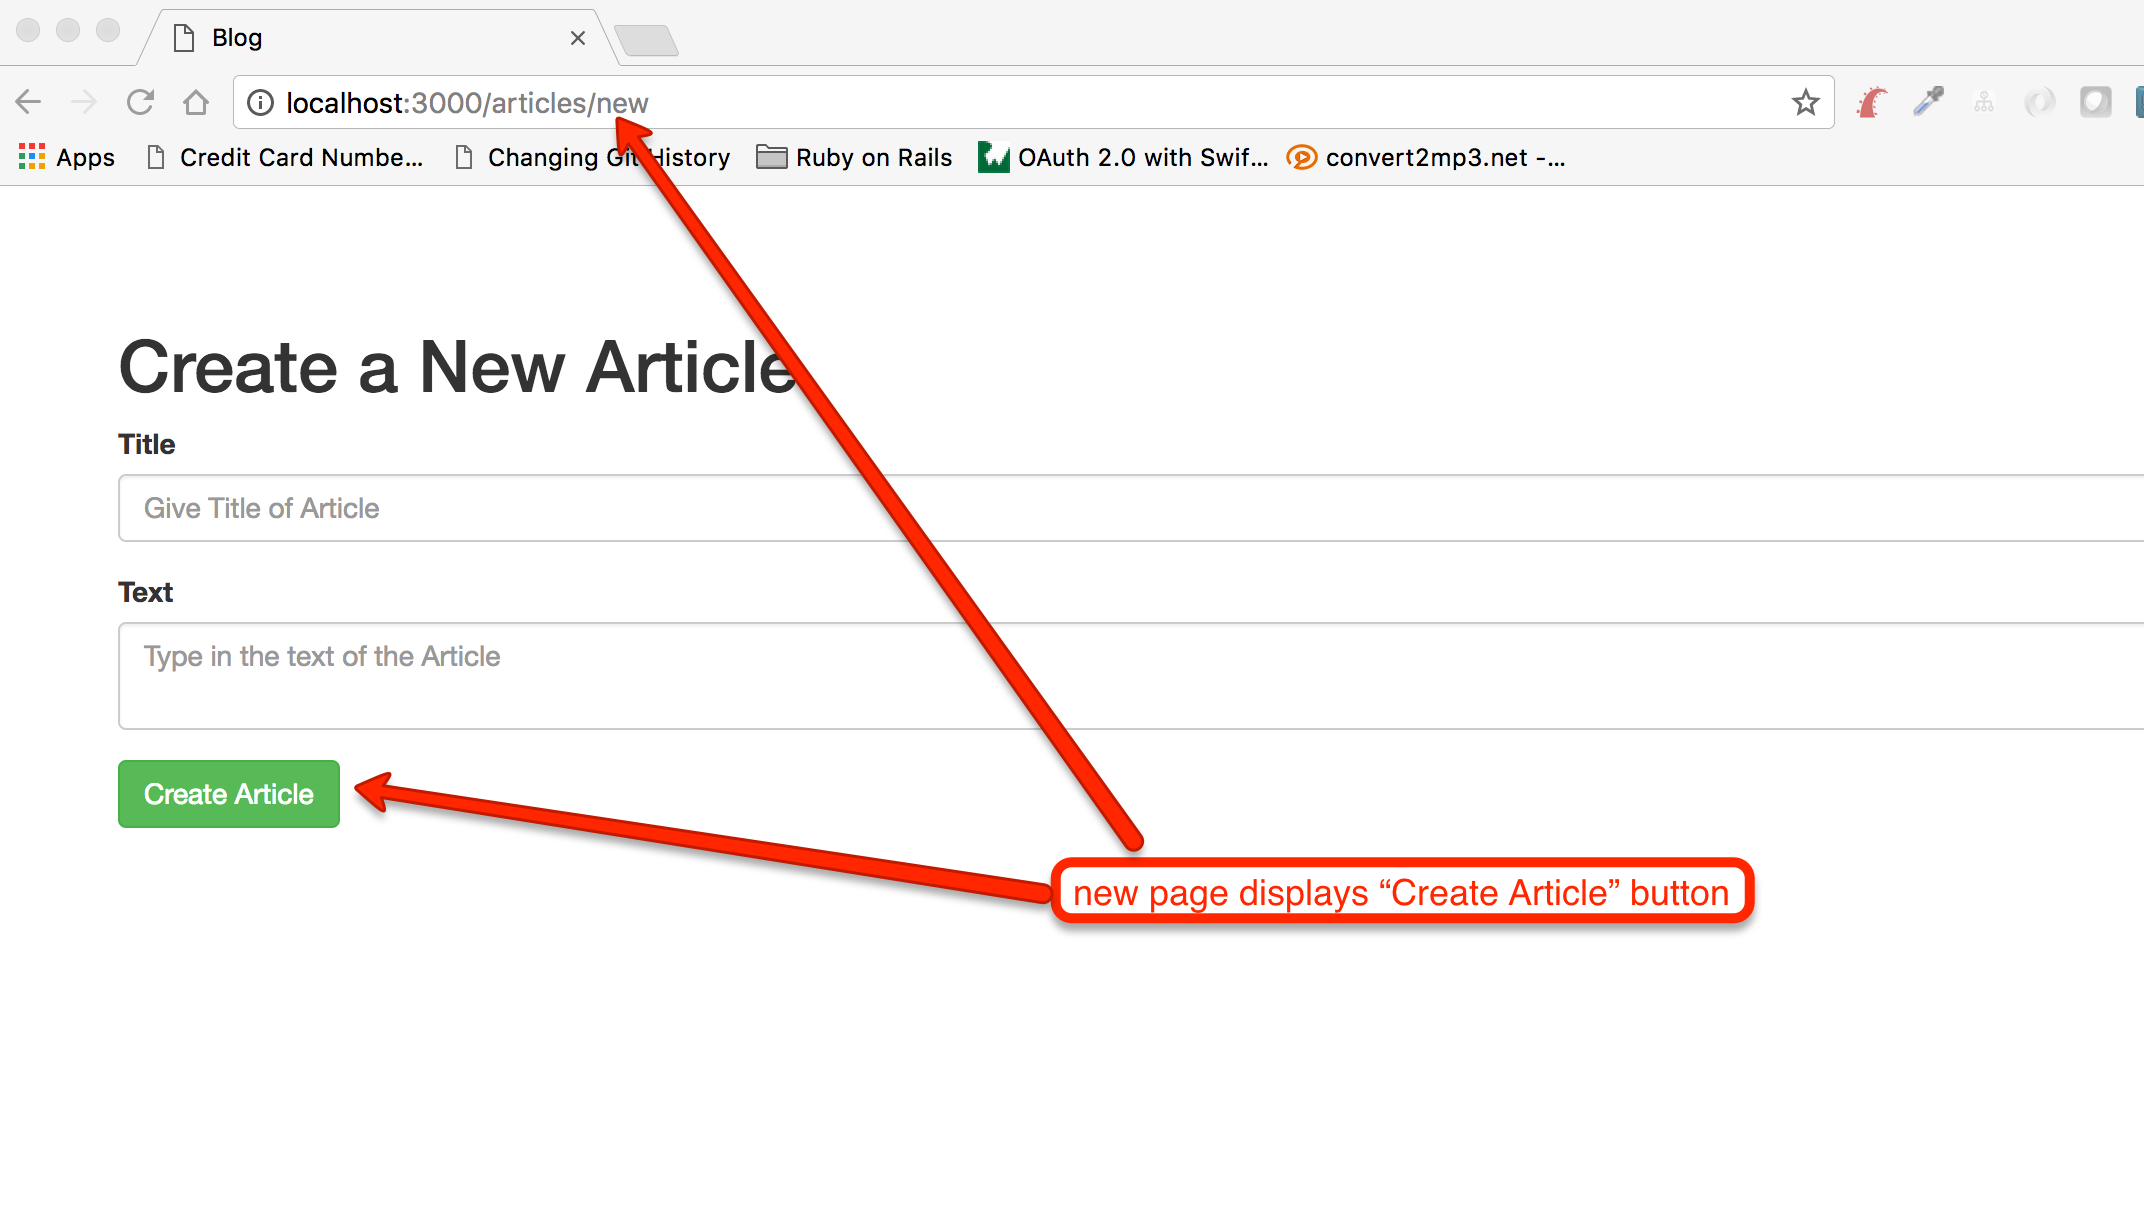 Blog
localhost:3000/articles/new
Apps Credit Card Numbe... Changing Git History Ruby on Rails OAuth 2.0 with Swif... convert2mp3.net -...
Create a New Article
Title
Give Title of Article
Text
Type in the text of the Article
Create Article
new page displays “Create Article” button